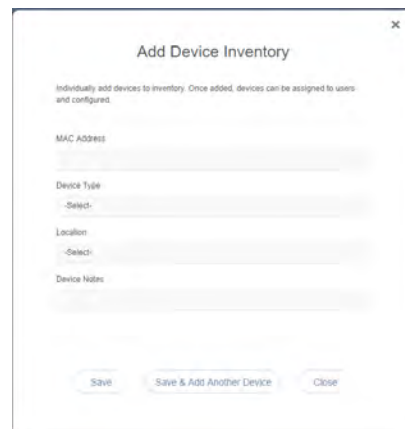 ×
Add Device Inventory
Individually add devices to inventory. Once added, devices can be assigned to users
and configured.
MAC Address
Device Type
-Select-
Location
-Select-
Device Notes
Save Save & Add Another Device Close